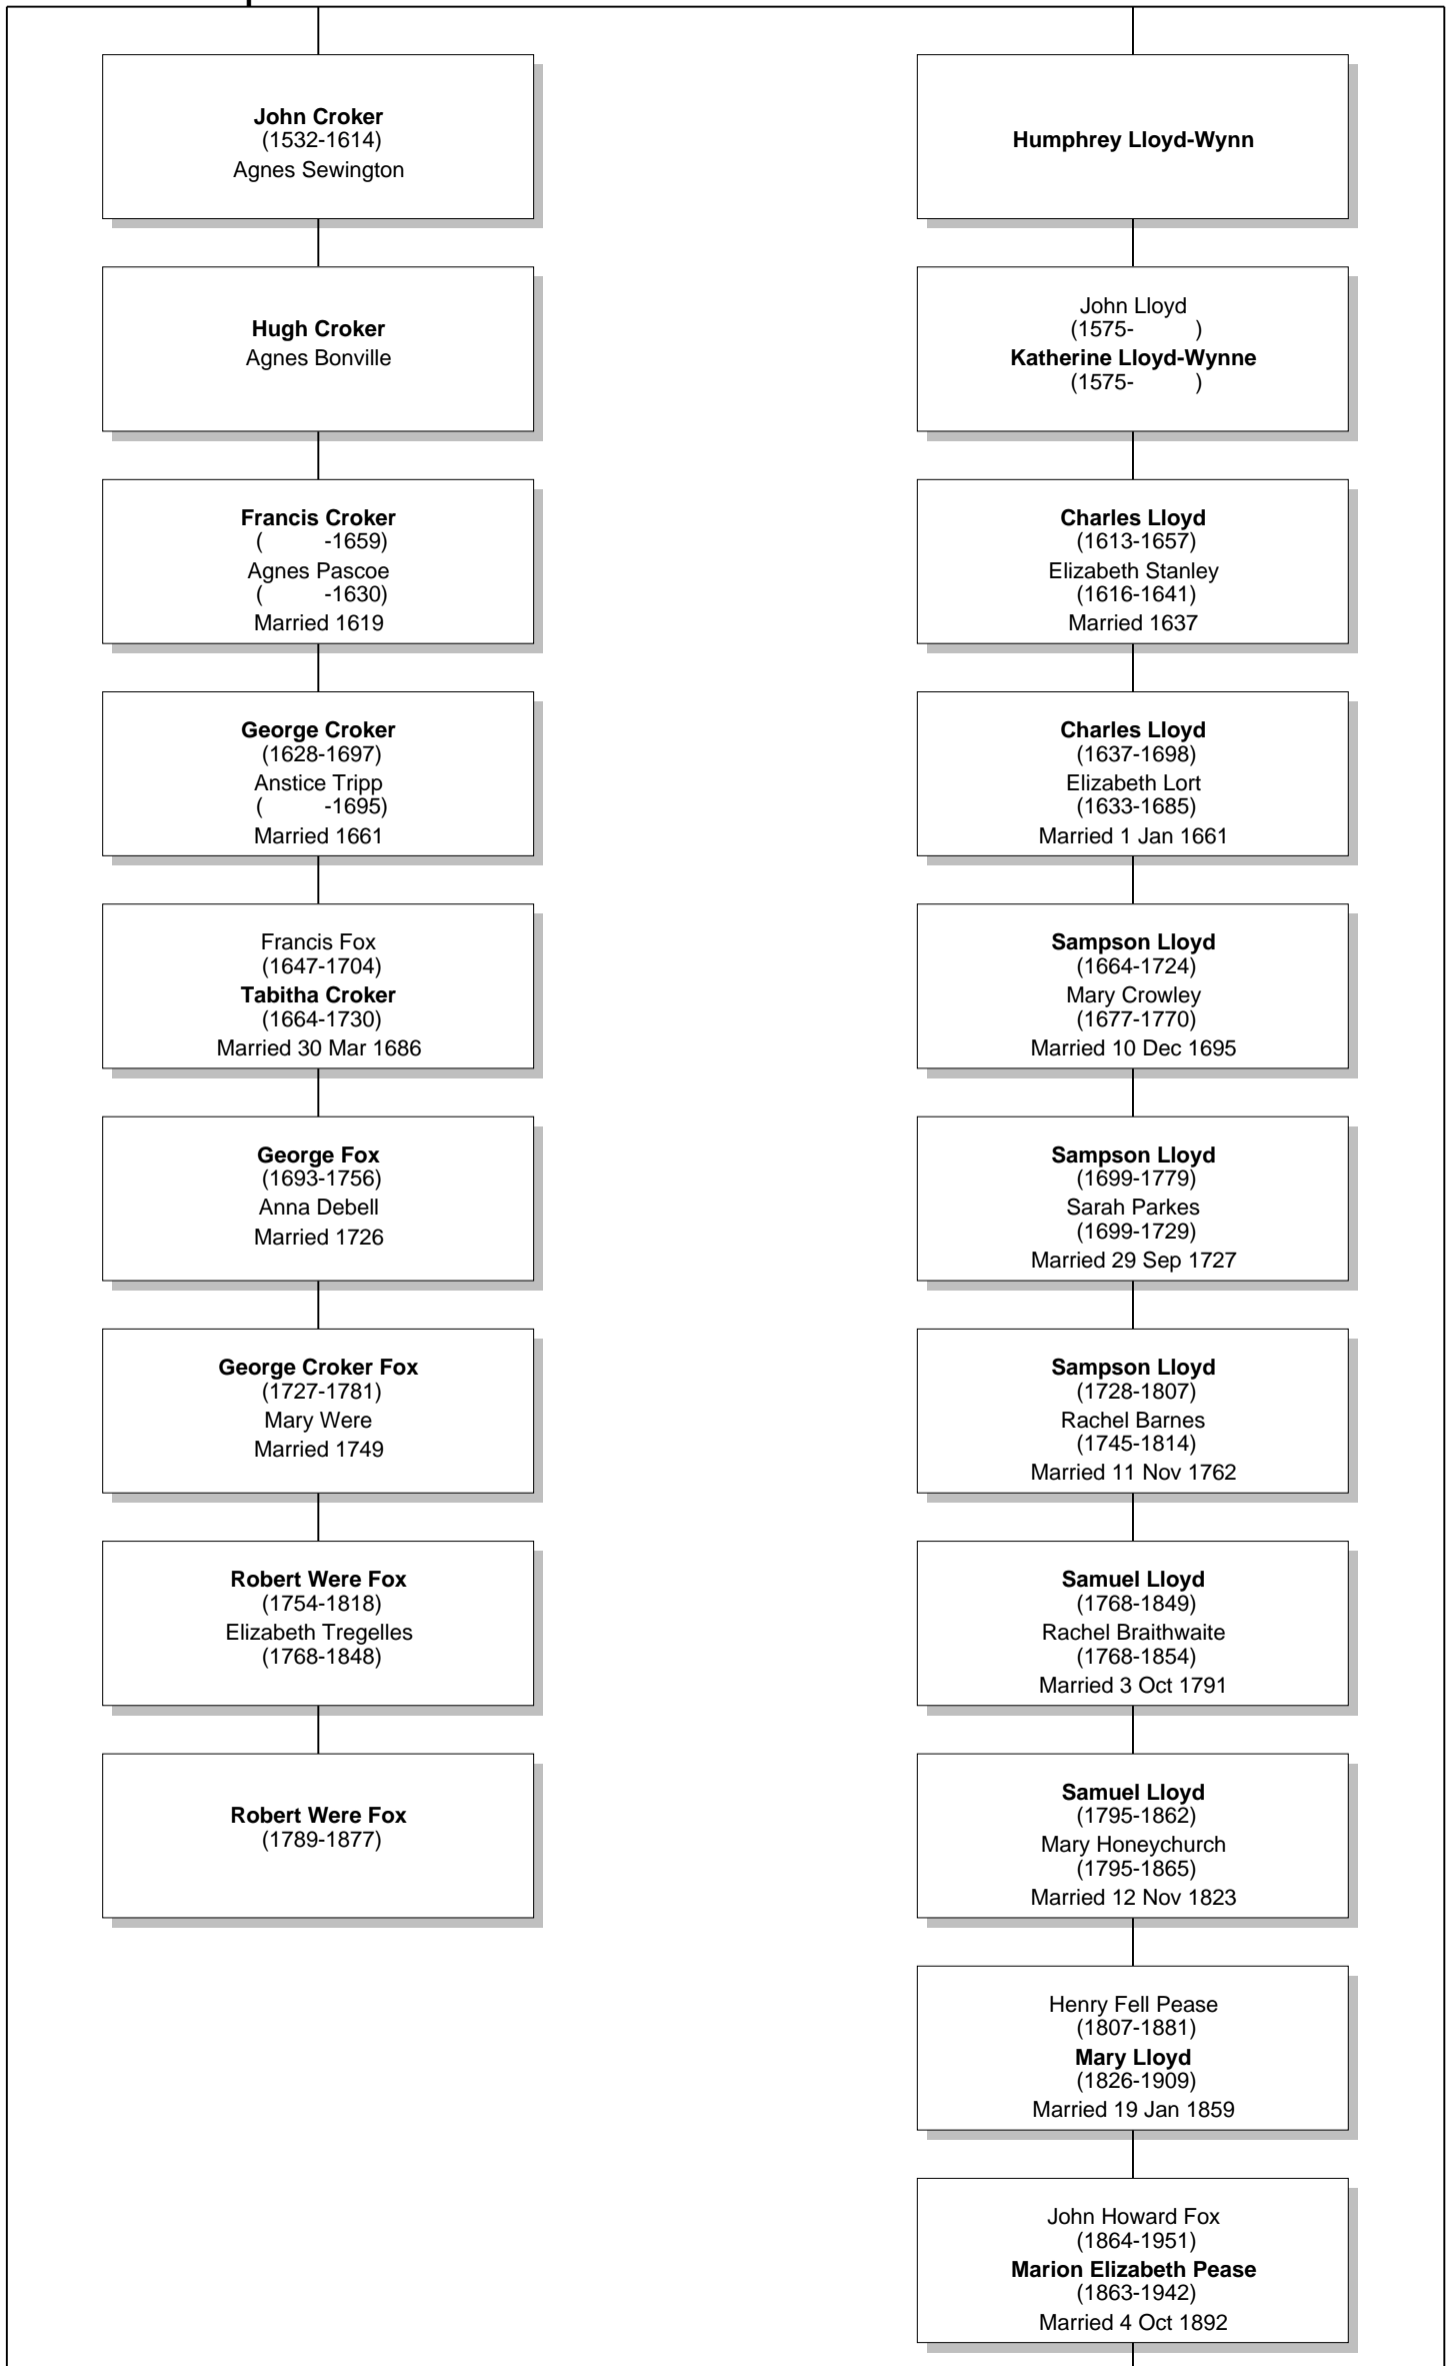 John Croker
(1532-1614)
Agnes Sewington
Hugh Croker
Agnes Bonville
Francis Croker
( -1659)
Agnes Pascoe
( -1630)
Married 1619
George Croker
(1628-1697)
Anstice Tripp
( -1695)
Married 1661
Francis Fox
(1647-1704)
Tabitha Croker
(1664-1730)
Married 30 Mar 1686
George Fox
(1693-1756)
Anna Debell
Married 1726
George Croker Fox
(1727-1781)
Mary Were
Married 1749
Robert Were Fox
(1754-1818)
Elizabeth Tregelles
(1768-1848)
Robert Were Fox
(1789-1877)
Humphrey Lloyd-Wynn
John Lloyd
(1575- )
Katherine Lloyd-Wynne
(1575- )
Charles Lloyd
(1613-1657)
Elizabeth Stanley
(1616-1641)
Married 1637
Charles Lloyd
(1637-1698)
Elizabeth Lort
(1633-1685)
Married 1 Jan 1661
Sampson Lloyd
(1664-1724)
Mary Crowley
(1677-1770)
Married 10 Dec 1695
Sampson Lloyd
(1699-1779)
Sarah Parkes
(1699-1729)
Married 29 Sep 1727
Sampson Lloyd
(1728-1807)
Rachel Barnes
(1745-1814)
Married 11 Nov 1762
Samuel Lloyd
(1768-1849)
Rachel Braithwaite
(1768-1854)
Married 3 Oct 1791
Samuel Lloyd
(1795-1862)
Mary Honeychurch
(1795-1865)
Married 12 Nov 1823
Henry Fell Pease
(1807-1881)
Mary Lloyd
(1826-1909)
Married 19 Jan 1859
John Howard Fox
(1864-1951)
Marion Elizabeth Pease
(1863-1942)
Married 4 Oct 1892